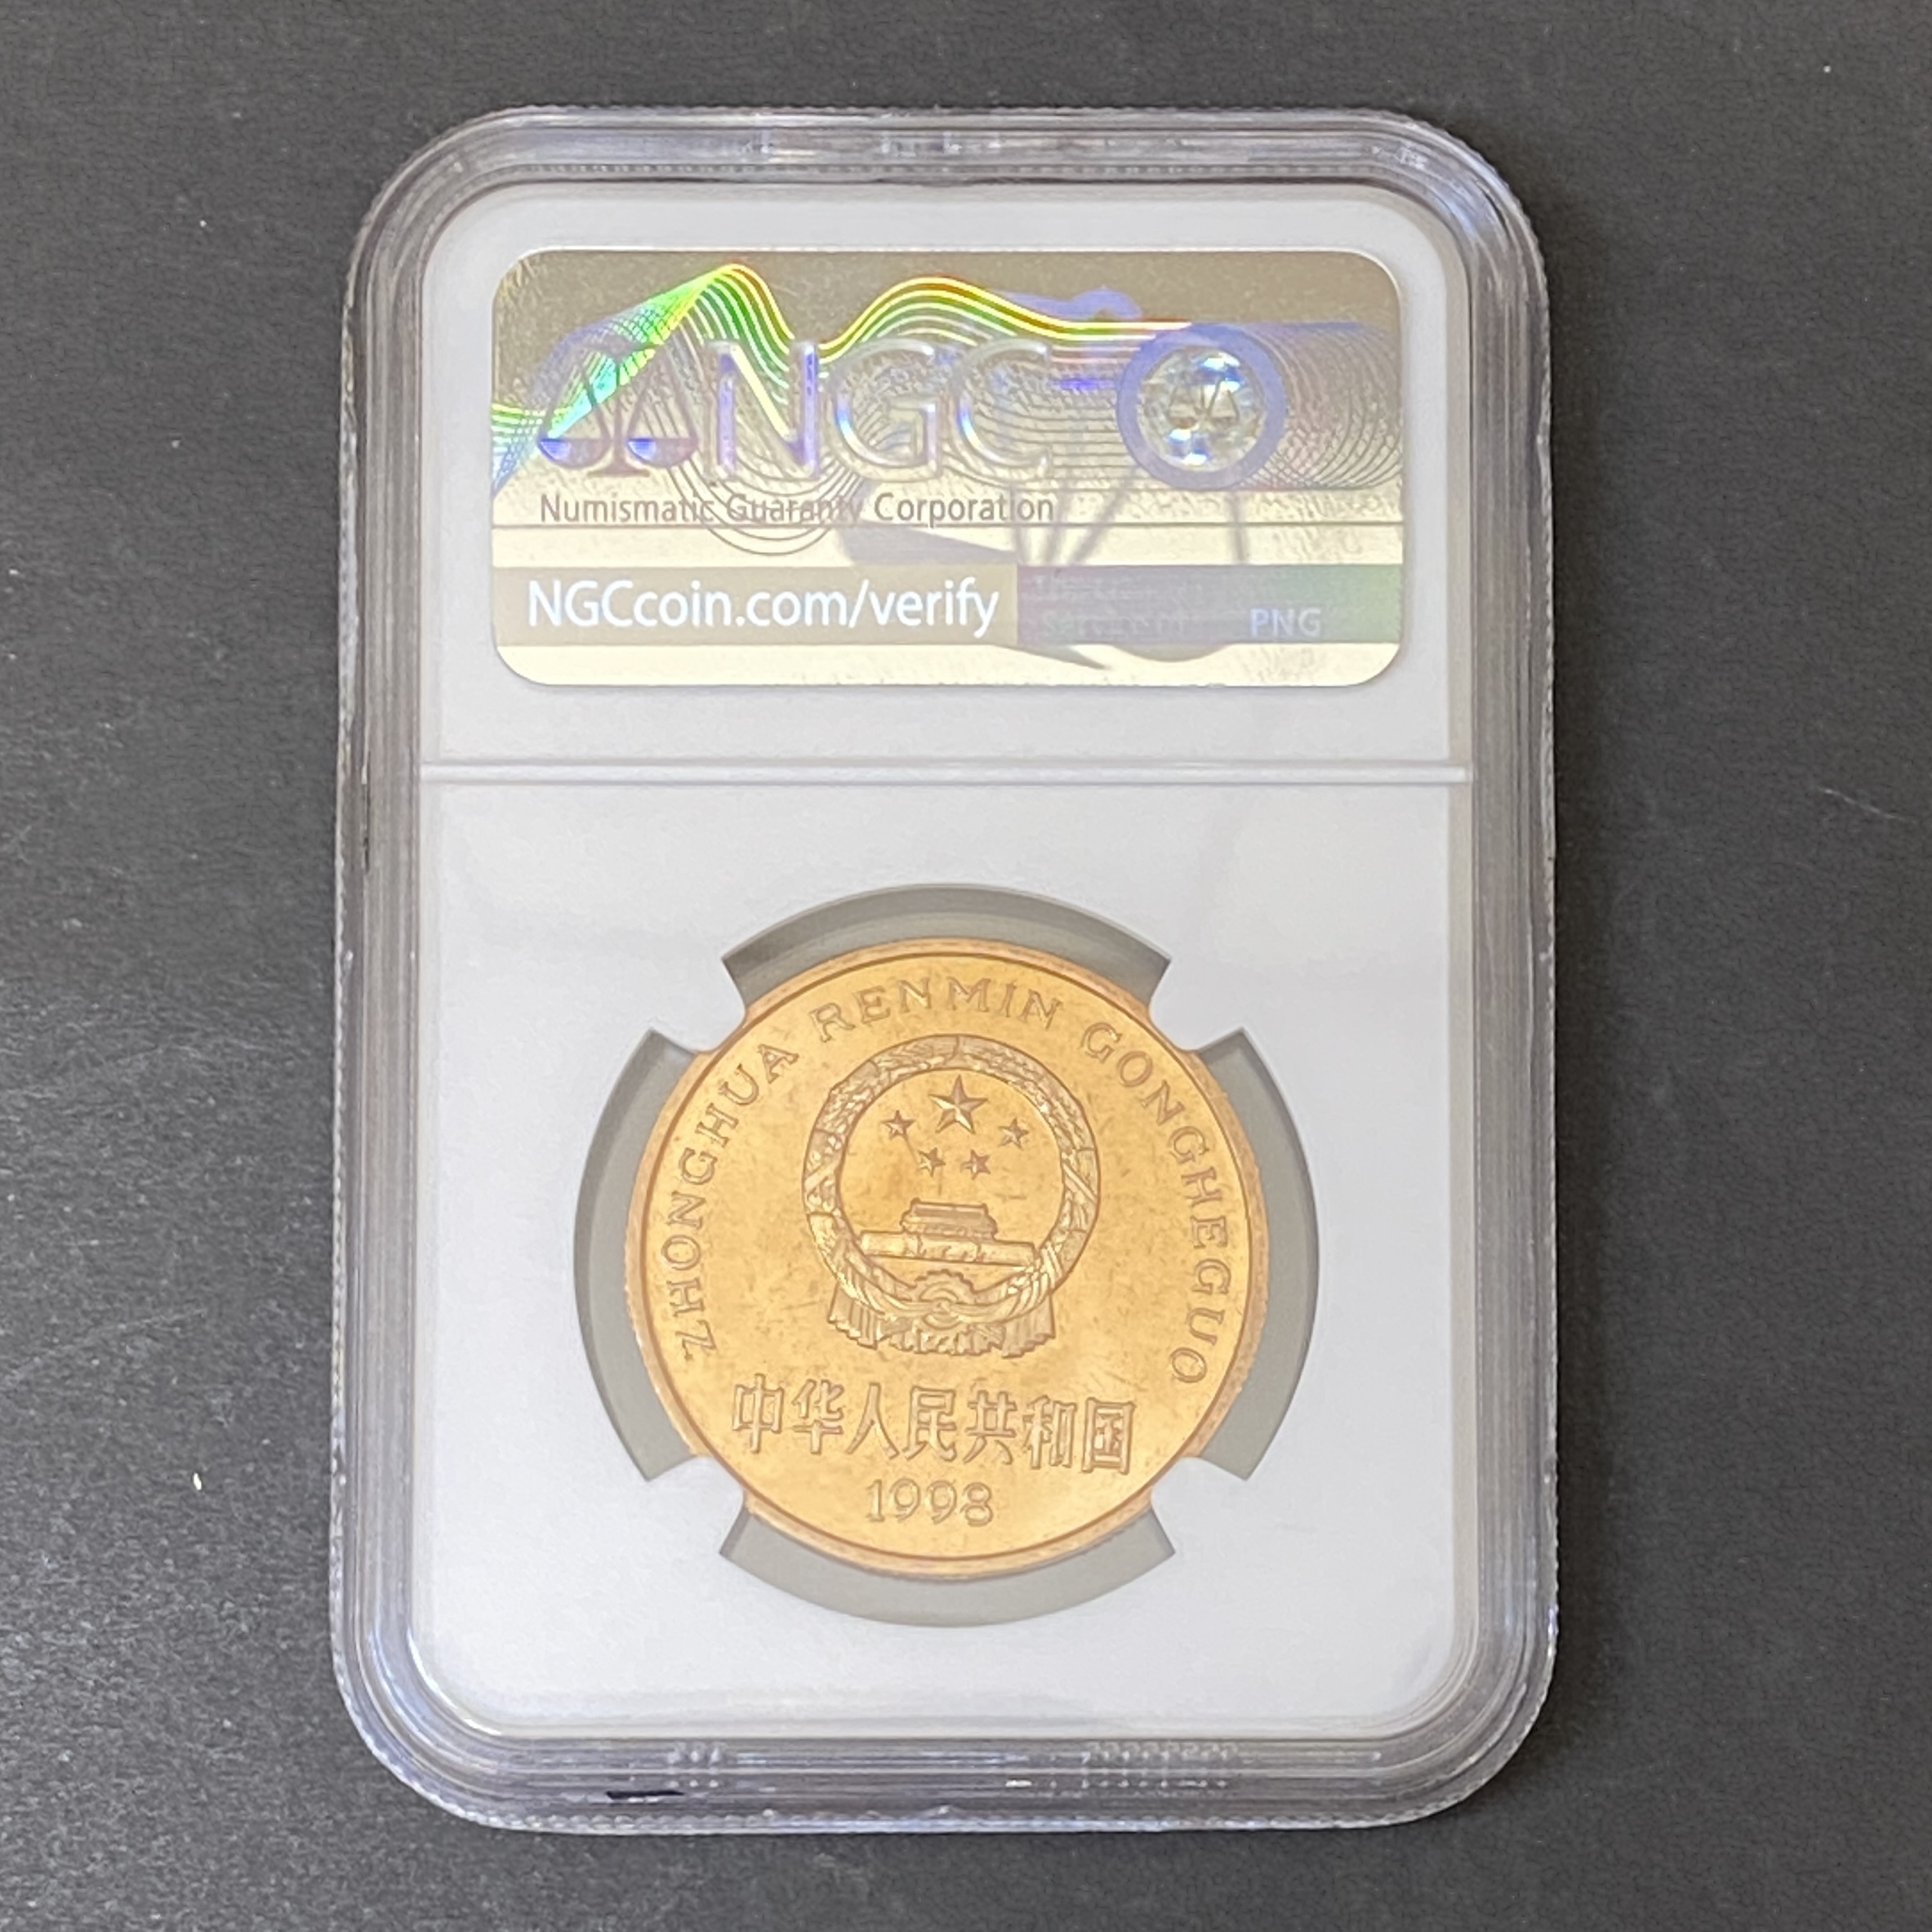 NGC
Numismatic Guaranty Corporation
NGCcoin.com/verify
PNG
ZHONGHUA RENMIN GONGHEGUO
中华人民共和国
1998